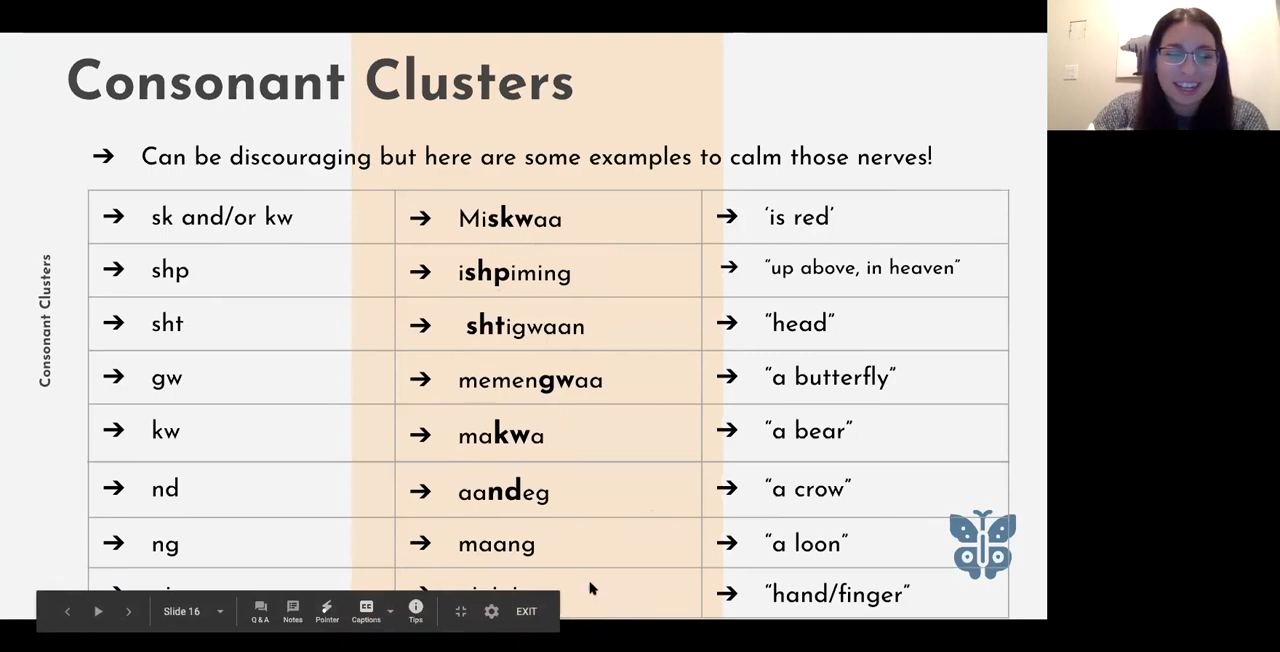 Consonant Clusters
→ Can be discouraging but here are some examples to calm those nerves!
Consonant Clusters
→ sk and/or kw → Miskwaa → ‘is red’
→ shp → ishpiming → “up above, in heaven”
→ sht → shtigwaan → “head”
→ gw → memengwaa → “a butterfly”
→ kw → makwa → “a bear”
→ nd → aandeg → “a crow”
→ ng → maang → “a loon”
→ “hand/finger”
Slide 16
Q & A Notes Pointer Captions Tips EXIT